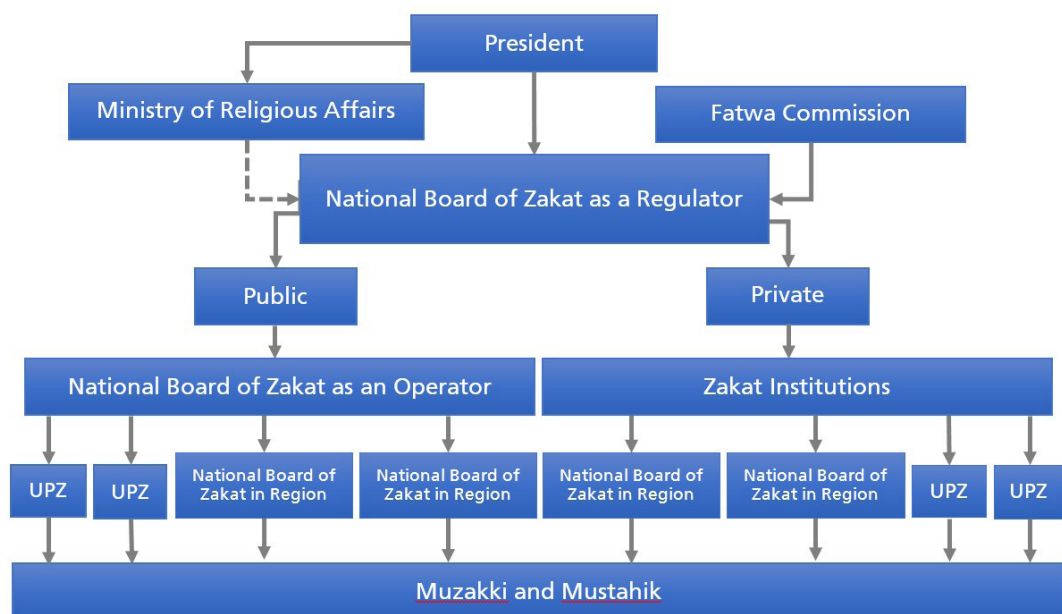 President
Ministry of Religious Affairs
Fatwa Commission
National Board of Zakat as a Regulator
Public
Private
National Board of Zakat as an Operator
Zakat Institutions
UPZ
UPZ
National Board of
Zakat in Region
National Board of
Zakat in Region
National Board of
Zakat in Region
National Board of
Zakat in Region
UPZ
UPZ
Muzakki and Mustahik